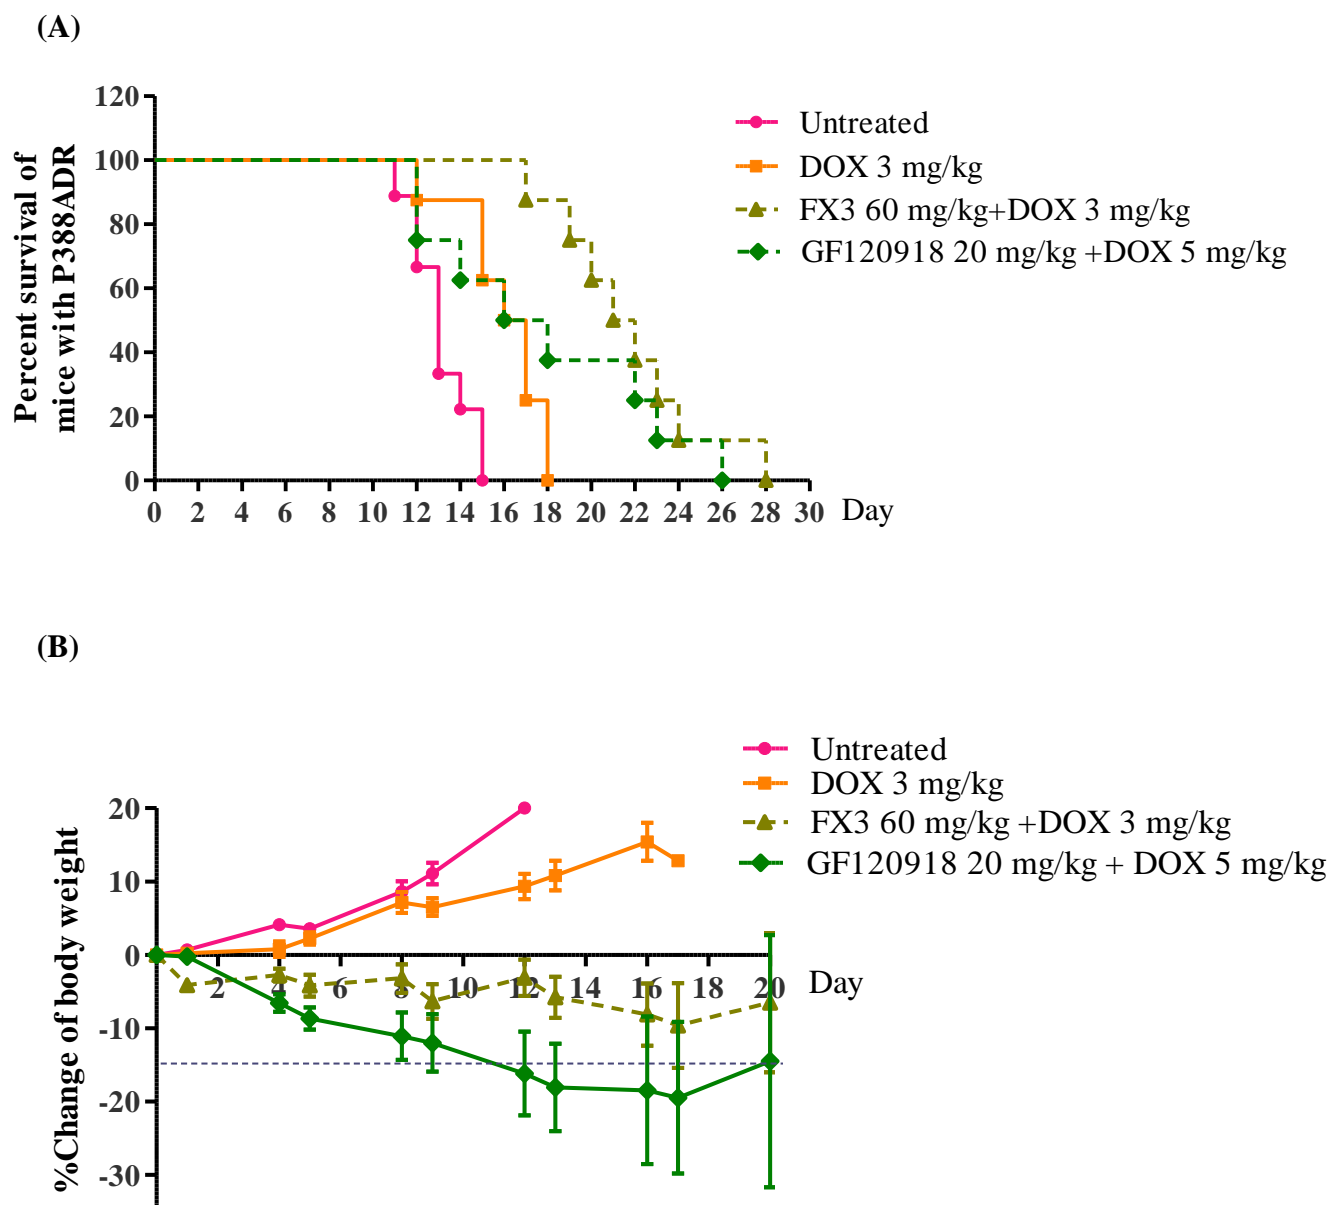 (A)
120
100
80
60
40
20
0
Percent survival of
mice with P388ADR
0 2 4 6 8 10 12 14 16 18 20 22 24 26 28 30 Day
Untreated
DOX 3 mg/kg
FX3 60 mg/kg+DOX 3 mg/kg
GF120918 20 mg/kg +DOX 5 mg/kg
(B)
Untreated
DOX 3 mg/kg
FX3 60 mg/kg +DOX 3 mg/kg
GF120918 20 mg/kg + DOX 5 mg/kg
20
10
0
-10
-20
-30
%Change of body weight
2 4 6 8 10 12 14 16 18 20 Day